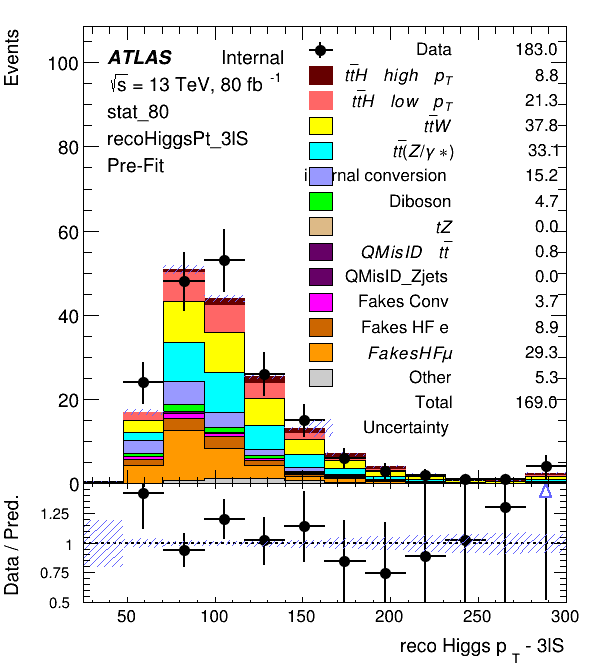 Events
ATLAS Internal
√s = 13 TeV, 80 fb -1
stat_80
recoHiggsPt_3lS
Pre-Fit
Data 183.0
tt̄H high pT 8.8
tt̄H low pT 21.3
tt̄W 37.8
tt̄(Z/γ*) 33.1
internal conversion 15.2
Diboson 4.7
tZ 0.0
QMisID tt̄ 0.8
QMisID_Zjets 0.0
Fakes Conv 3.7
Fakes HF e 8.9
FakesHFμ 29.3
Other 5.3
Total 169.0
Uncertainty
100
80
60
40
20
0
Data / Pred.
1.25
1
0.75
0.5
50 100 150 200 250 300
reco Higgs p T - 3lS